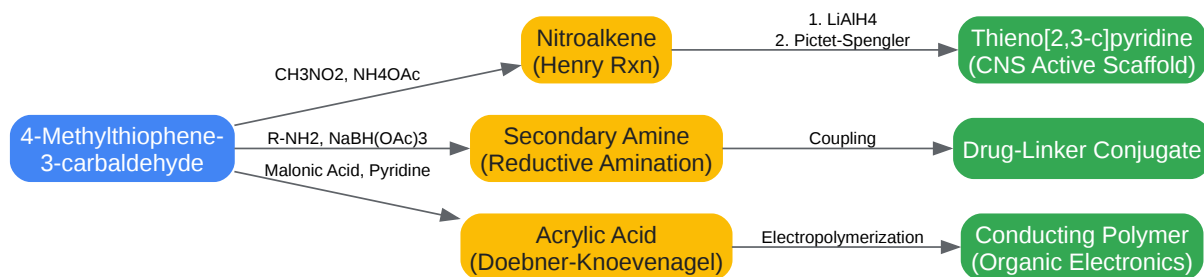 CH3NO2, NH4OAc
Nitroalkene
(Henry Rxn)
1. LiAlH4
2. Pictet-Spengler
Thieno[2,3-c]pyridine
(CNS Active Scaffold)
4-Methylthiophene-
3-carbaldehyde
R-NH2, NaBH(OAc)3
Secondary Amine
(Reductive Amination)
Coupling
Drug-Linker Conjugate
Malonic Acid, Pyridine
Acrylic Acid
(Doebner-Knoevenagel)
Electropolymerization
Conducting Polymer
(Organic Electronics)